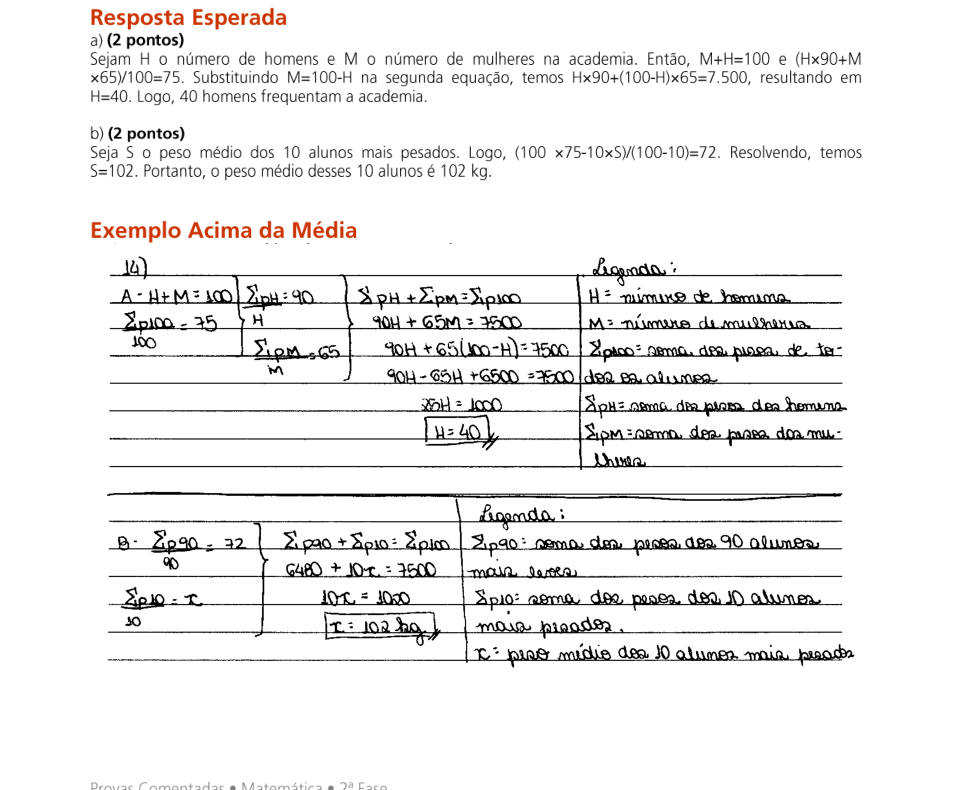 Resposta Esperada
a) (2 pontos)
Sejam H o número de homens e M o número de mulheres na academia. Então, M+H=100 e (H×90+M
×65)/100=75. Substituindo M=100-H na segunda equação, temos H×90+(100-H)×65=7.500, resultando em
H=40. Logo, 40 homens frequentam a academia.
b) (2 pontos)
Seja S o peso médio dos 10 alunos mais pesados. Logo, (100 ×75-10×S)/(100-10)=72. Resolvendo, temos
S=102. Portanto, o peso médio desses 10 alunos é 102 kg.
Exemplo Acima da Média
14)
A - H+M = 100
Σp100 = 75
100
ΣpH = 90
H
ΣpM = 65
M
ΣpH + ΣpM = Σp100
90H + 65M = 7500
90H + 65(100-H) = 7500
90H - 65H + 6500 = 7500
25H = 1000
H = 40
Legenda:
H = número de homens
M = número de mulheres
Σp100 = soma dos pesos de to-
dos os alunos
ΣpH = soma dos pesos dos homens
ΣpM = soma dos pesos das mu-
lheres
B - Σp90 = 72
90
Σp10 = x
10
Σp90 + Σp10 = Σp100
6480 + 10x = 7500
10x = 1020
x = 102 kg
Legenda:
Σp90: soma dos pesos dos 90 alunos
mais leves
Σp10: soma dos pesos dos 10 alunos
mais pesados.
x: peso médio dos 10 alunos mais pesados
Provas Comentadas • Matemática • 2ª Fase